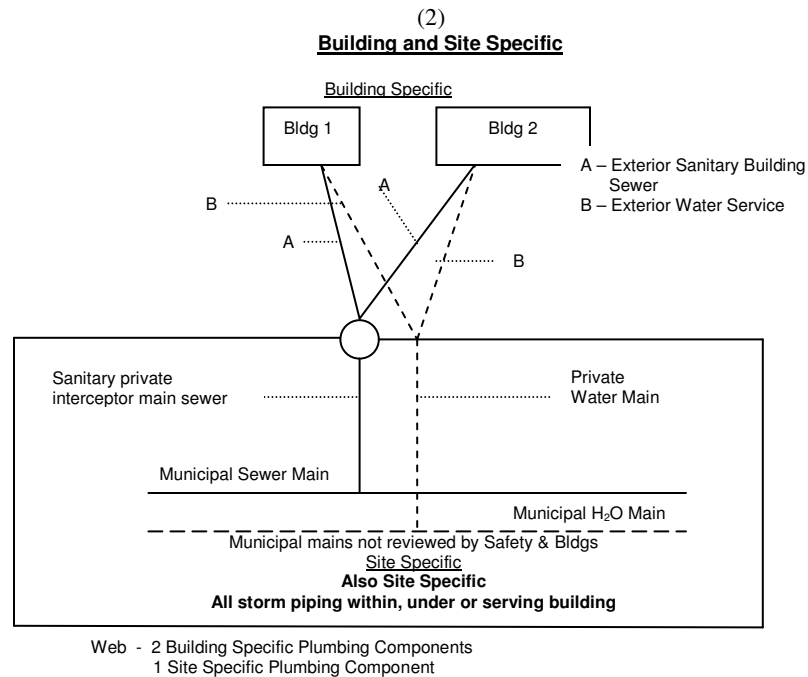 (2)
Building and Site Specific
Building Specific
Bldg 1
Bldg 2
A – Exterior Sanitary Building
Sewer
B – Exterior Water Service
A
B
A
B
Sanitary private
interceptor main sewer
Private
Water Main
Municipal Sewer Main
Municipal H₂O Main
Municipal mains not reviewed by Safety & Bldgs
Site Specific
Also Site Specific
All storm piping within, under or serving building
Web - 2 Building Specific Plumbing Components
1 Site Specific Plumbing Component